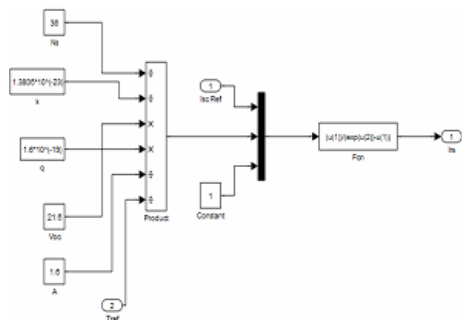 36
Ns
1.3805*10^(-23)
k
1.6*10^(-19)
q
21.6
Voc
1.6
A
2
Tref
÷
÷
×
×
÷
÷
Product
1
Isc Ref
1
Constant
(u(1)/(exp(u(2))-u(1)))
Fcn
1
Irs